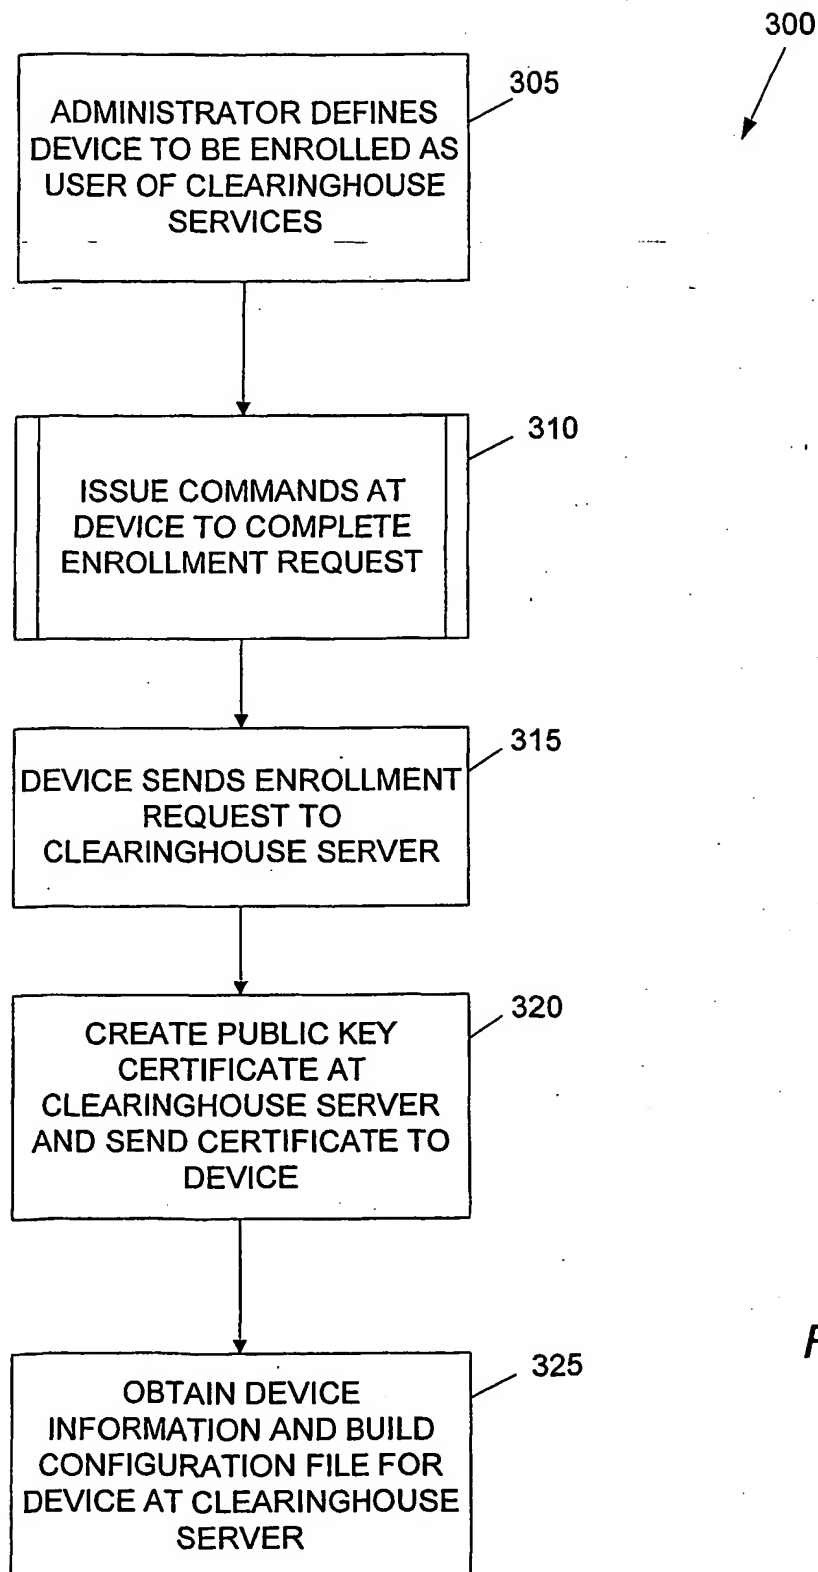 300
305
ADMINISTRATOR DEFINES
DEVICE TO BE ENROLLED AS
USER OF CLEARINGHOUSE
SERVICES
310
ISSUE COMMANDS AT
DEVICE TO COMPLETE
ENROLLMENT REQUEST
315
DEVICE SENDS ENROLLMENT
REQUEST TO
CLEARINGHOUSE SERVER
320
CREATE PUBLIC KEY
CERTIFICATE AT
CLEARINGHOUSE SERVER
AND SEND CERTIFICATE TO
DEVICE
325
OBTAIN DEVICE
INFORMATION AND BUILD
CONFIGURATION FILE FOR
DEVICE AT CLEARINGHOUSE
SERVER